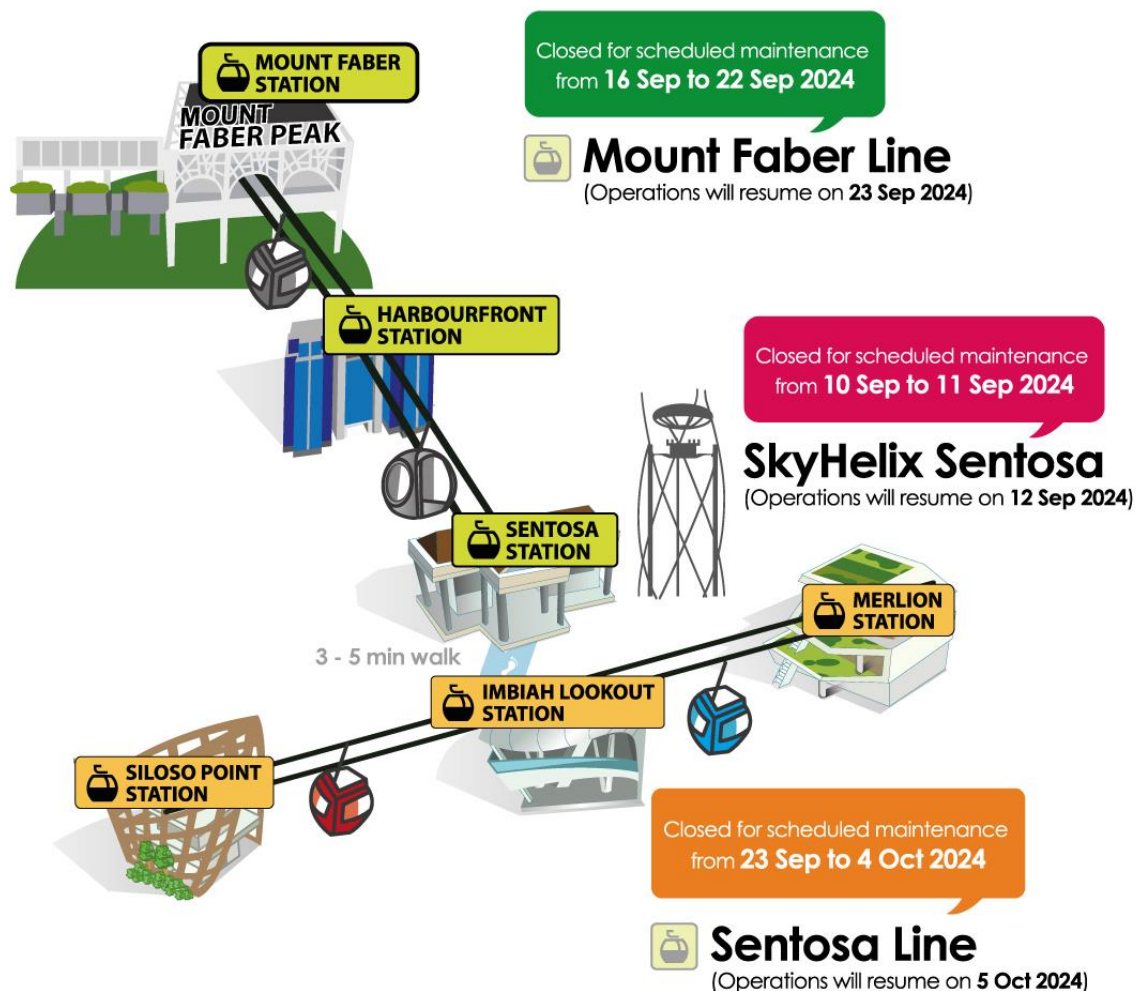 MOUNT FABER
STATION
MOUNT
FABER PEAK
Closed for scheduled maintenance
from 16 Sep to 22 Sep 2024
Mount Faber Line
(Operations will resume on 23 Sep 2024)
HARBOURFRONT
STATION
Closed for scheduled maintenance
from 10 Sep to 11 Sep 2024
SkyHelix Sentosa
(Operations will resume on 12 Sep 2024)
SENTOSA
STATION
MERLION
STATION
3 - 5 min walk
IMBIAH LOOKOUT
STATION
SILOSO POINT
STATION
Closed for scheduled maintenance
from 23 Sep to 4 Oct 2024
Sentosa Line
(Operations will resume on 5 Oct 2024)